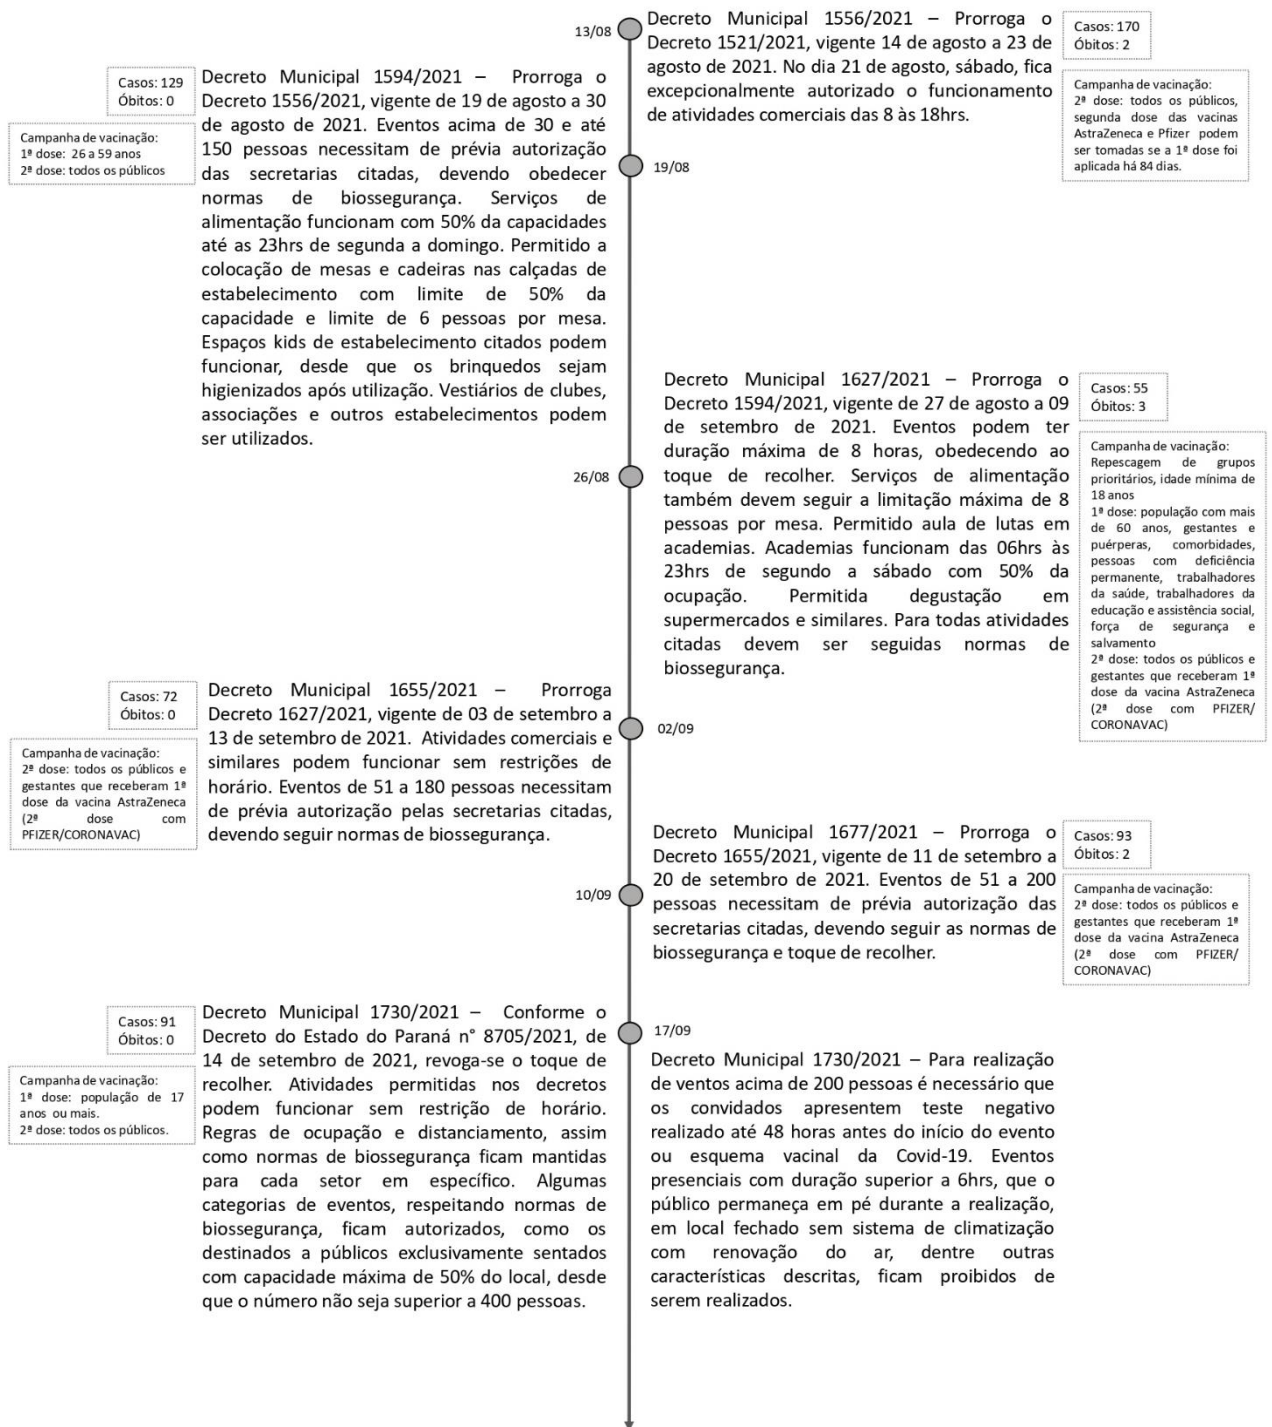 13/08
Decreto Municipal 1556/2021 – Prorroga o
Decreto 1521/2021, vigente 14 de agosto a 23 de
agosto de 2021. No dia 21 de agosto, sábado, fica
excepcionalmente autorizado o funcionamento
de atividades comerciais das 8 às 18hrs.
Casos: 170
Óbitos: 2
Campanha de vacinação:
2ª dose: todos os públicos,
segunda dose das vacinas
AstraZeneca e Pfizer podem
ser tomadas se a 1ª dose foi
aplicada há 84 dias.
19/08
Casos: 129
Óbitos: 0
Campanha de vacinação:
1ª dose: 26 a 59 anos
2ª dose: todos os públicos
Decreto Municipal 1594/2021 – Prorroga o
Decreto 1556/2021, vigente de 19 de agosto a 30
de agosto de 2021. Eventos acima de 30 e até
150 pessoas necessitam de prévia autorização
das secretarias citadas, devendo obedecer
normas de biossegurança. Serviços de
alimentação funcionam com 50% da capacidades
até as 23hrs de segunda a domingo. Permitido a
colocação de mesas e cadeiras nas calçadas de
estabelecimento com limite de 50% da
capacidade e limite de 6 pessoas por mesa.
Espaços kids de estabelecimento citados podem
funcionar, desde que os brinquedos sejam
higienizados após utilização. Vestiários de clubes,
associações e outros estabelecimentos podem
ser utilizados.
26/08
Decreto Municipal 1627/2021 – Prorroga o
Decreto 1594/2021, vigente de 27 de agosto a 09
de setembro de 2021. Eventos podem ter
duração máxima de 8 horas, obedecendo ao
toque de recolher. Serviços de alimentação
também devem seguir a limitação máxima de 8
pessoas por mesa. Permitido aula de lutas em
academias. Academias funcionam das 06hrs às
23hrs de segundo a sábado com 50% da
ocupação. Permitida degustação em
supermercados e similares. Para todas atividades
citadas devem ser seguidas normas de
biossegurança.
Casos: 55
Óbitos: 3
Campanha de vacinação:
Repescagem de grupos
prioritários, idade mínima de
18 anos
1ª dose: população com mais
de 60 anos, gestantes e
puérperas, comorbidades,
pessoas com deficiência
permanente, trabalhadores
da saúde, trabalhadores da
educação e assistência social,
força de segurança e
salvamento
2ª dose: todos os públicos e
gestantes que receberam 1ª
dose da vacina AstraZeneca
(2ª dose com PFIZER/
CORONAVAC)
02/09
Casos: 72
Óbitos: 0
Campanha de vacinação:
2ª dose: todos os públicos e
gestantes que receberam 1ª
dose da vacina AstraZeneca
(2ª dose com
PFIZER/CORONAVAC)
Decreto Municipal 1655/2021 – Prorroga
Decreto 1627/2021, vigente de 03 de setembro a
13 de setembro de 2021. Atividades comerciais e
similares podem funcionar sem restrições de
horário. Eventos de 51 a 180 pessoas necessitam
de prévia autorização pelas secretarias citadas,
devendo seguir normas de biossegurança.
10/09
Decreto Municipal 1677/2021 – Prorroga o
Decreto 1655/2021, vigente de 11 de setembro a
20 de setembro de 2021. Eventos de 51 a 200
pessoas necessitam de prévia autorização das
secretarias citadas, devendo seguir as normas de
biossegurança e toque de recolher.
Casos: 93
Óbitos: 2
Campanha de vacinação:
2ª dose: todos os públicos e
gestantes que receberam 1ª
dose da vacina AstraZeneca
(2ª dose com PFIZER/
CORONAVAC)
17/09
Casos: 91
Óbitos: 0
Campanha de vacinação:
1ª dose: população de 17
anos ou mais.
2ª dose: todos os públicos.
Decreto Municipal 1730/2021 – Conforme o
Decreto do Estado do Paraná n° 8705/2021, de
14 de setembro de 2021, revoga-se o toque de
recolher. Atividades permitidas nos decretos
podem funcionar sem restrição de horário.
Regras de ocupação e distanciamento, assim
como normas de biossegurança ficam mantidas
para cada setor em específico. Algumas
categorias de eventos, respeitando normas de
biossegurança, ficam autorizados, como os
destinados a públicos exclusivamente sentados
com capacidade máxima de 50% do local, desde
que o número não seja superior a 400 pessoas.
Decreto Municipal 1730/2021 – Para realização
de ventos acima de 200 pessoas é necessário que
os convidados apresentem teste negativo
realizado até 48 horas antes do início do evento
ou esquema vacinal da Covid-19. Eventos
presenciais com duração superior a 6hrs, que o
público permaneça em pé durante a realização,
em local fechado sem sistema de climatização
com renovação do ar, dentre outras
características descritas, ficam proibidos de
serem realizados.